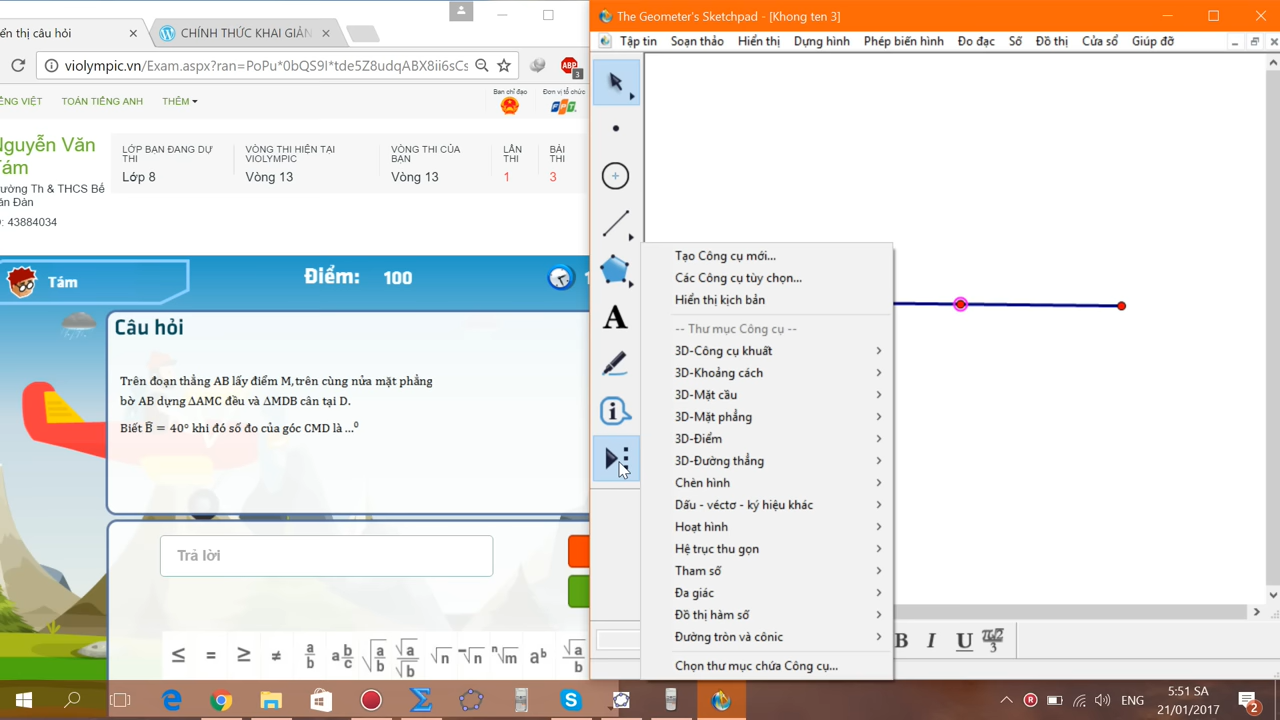 ển thị câu hỏi
CHÍNH THỨC KHAI GIẢN
The Geometer's Sketchpad - [Khong ten 3]
Tập tin Soạn thảo Hiển thị Dựng hình Phép biến hình Đo đạc Số Đồ thị Cửa sổ Giúp đỡ
violympic.vn/Exam.aspx?ran=PoPu*0bQS9I*tde5Z8udqABX8ii6sCs
ABP
3
ÊNG VIỆT TOÁN TIẾNG ANH THÊM
Ban chỉ đạo
Đơn vị tổ chức
FPT
Nguyễn Văn
Tám
ường Th & THCS Bế
ăn Đàn
: 43884034
LỚP BẠN ĐANG DỰ THI
Lớp 8
VÒNG THI HIỆN TẠI VIOLYMPIC
Vòng 13
VÒNG THI CỦA BẠN
Vòng 13
LẦN THI
1
BÀI THI
3
Tám
Điểm: 100
Câu hỏi
Trên đoạn thẳng AB lấy điểm M, trên cùng nửa mặt phẳng
bờ AB dựng ΔAMC đều và ΔMDB cân tại D.
Biết B̂ = 40° khi đó số đo của góc CMD là ...⁰
Trả lời
≤ = ≥ ≠ a/b a b/c √a/b √a/√b √n -√n ⁿ√m aᵇ √a/b
A
i
Tạo Công cụ mới...
Các Công cụ tùy chọn...
Hiển thị kịch bản
-- Thư mục Công cụ --
3D-Công cụ khuất
3D-Khoảng cách
3D-Mặt cầu
3D-Mặt phẳng
3D-Điểm
3D-Đường thẳng
Chèn hình
Dấu - véctơ - ký hiệu khác
Hoạt hình
Hệ trục thu gọn
Tham số
Đa giác
Đồ thị hàm số
Đường tròn và cônic
Chọn thư mục chứa Công cụ...
B I U
ENG
5:51 SA
21/01/2017
2